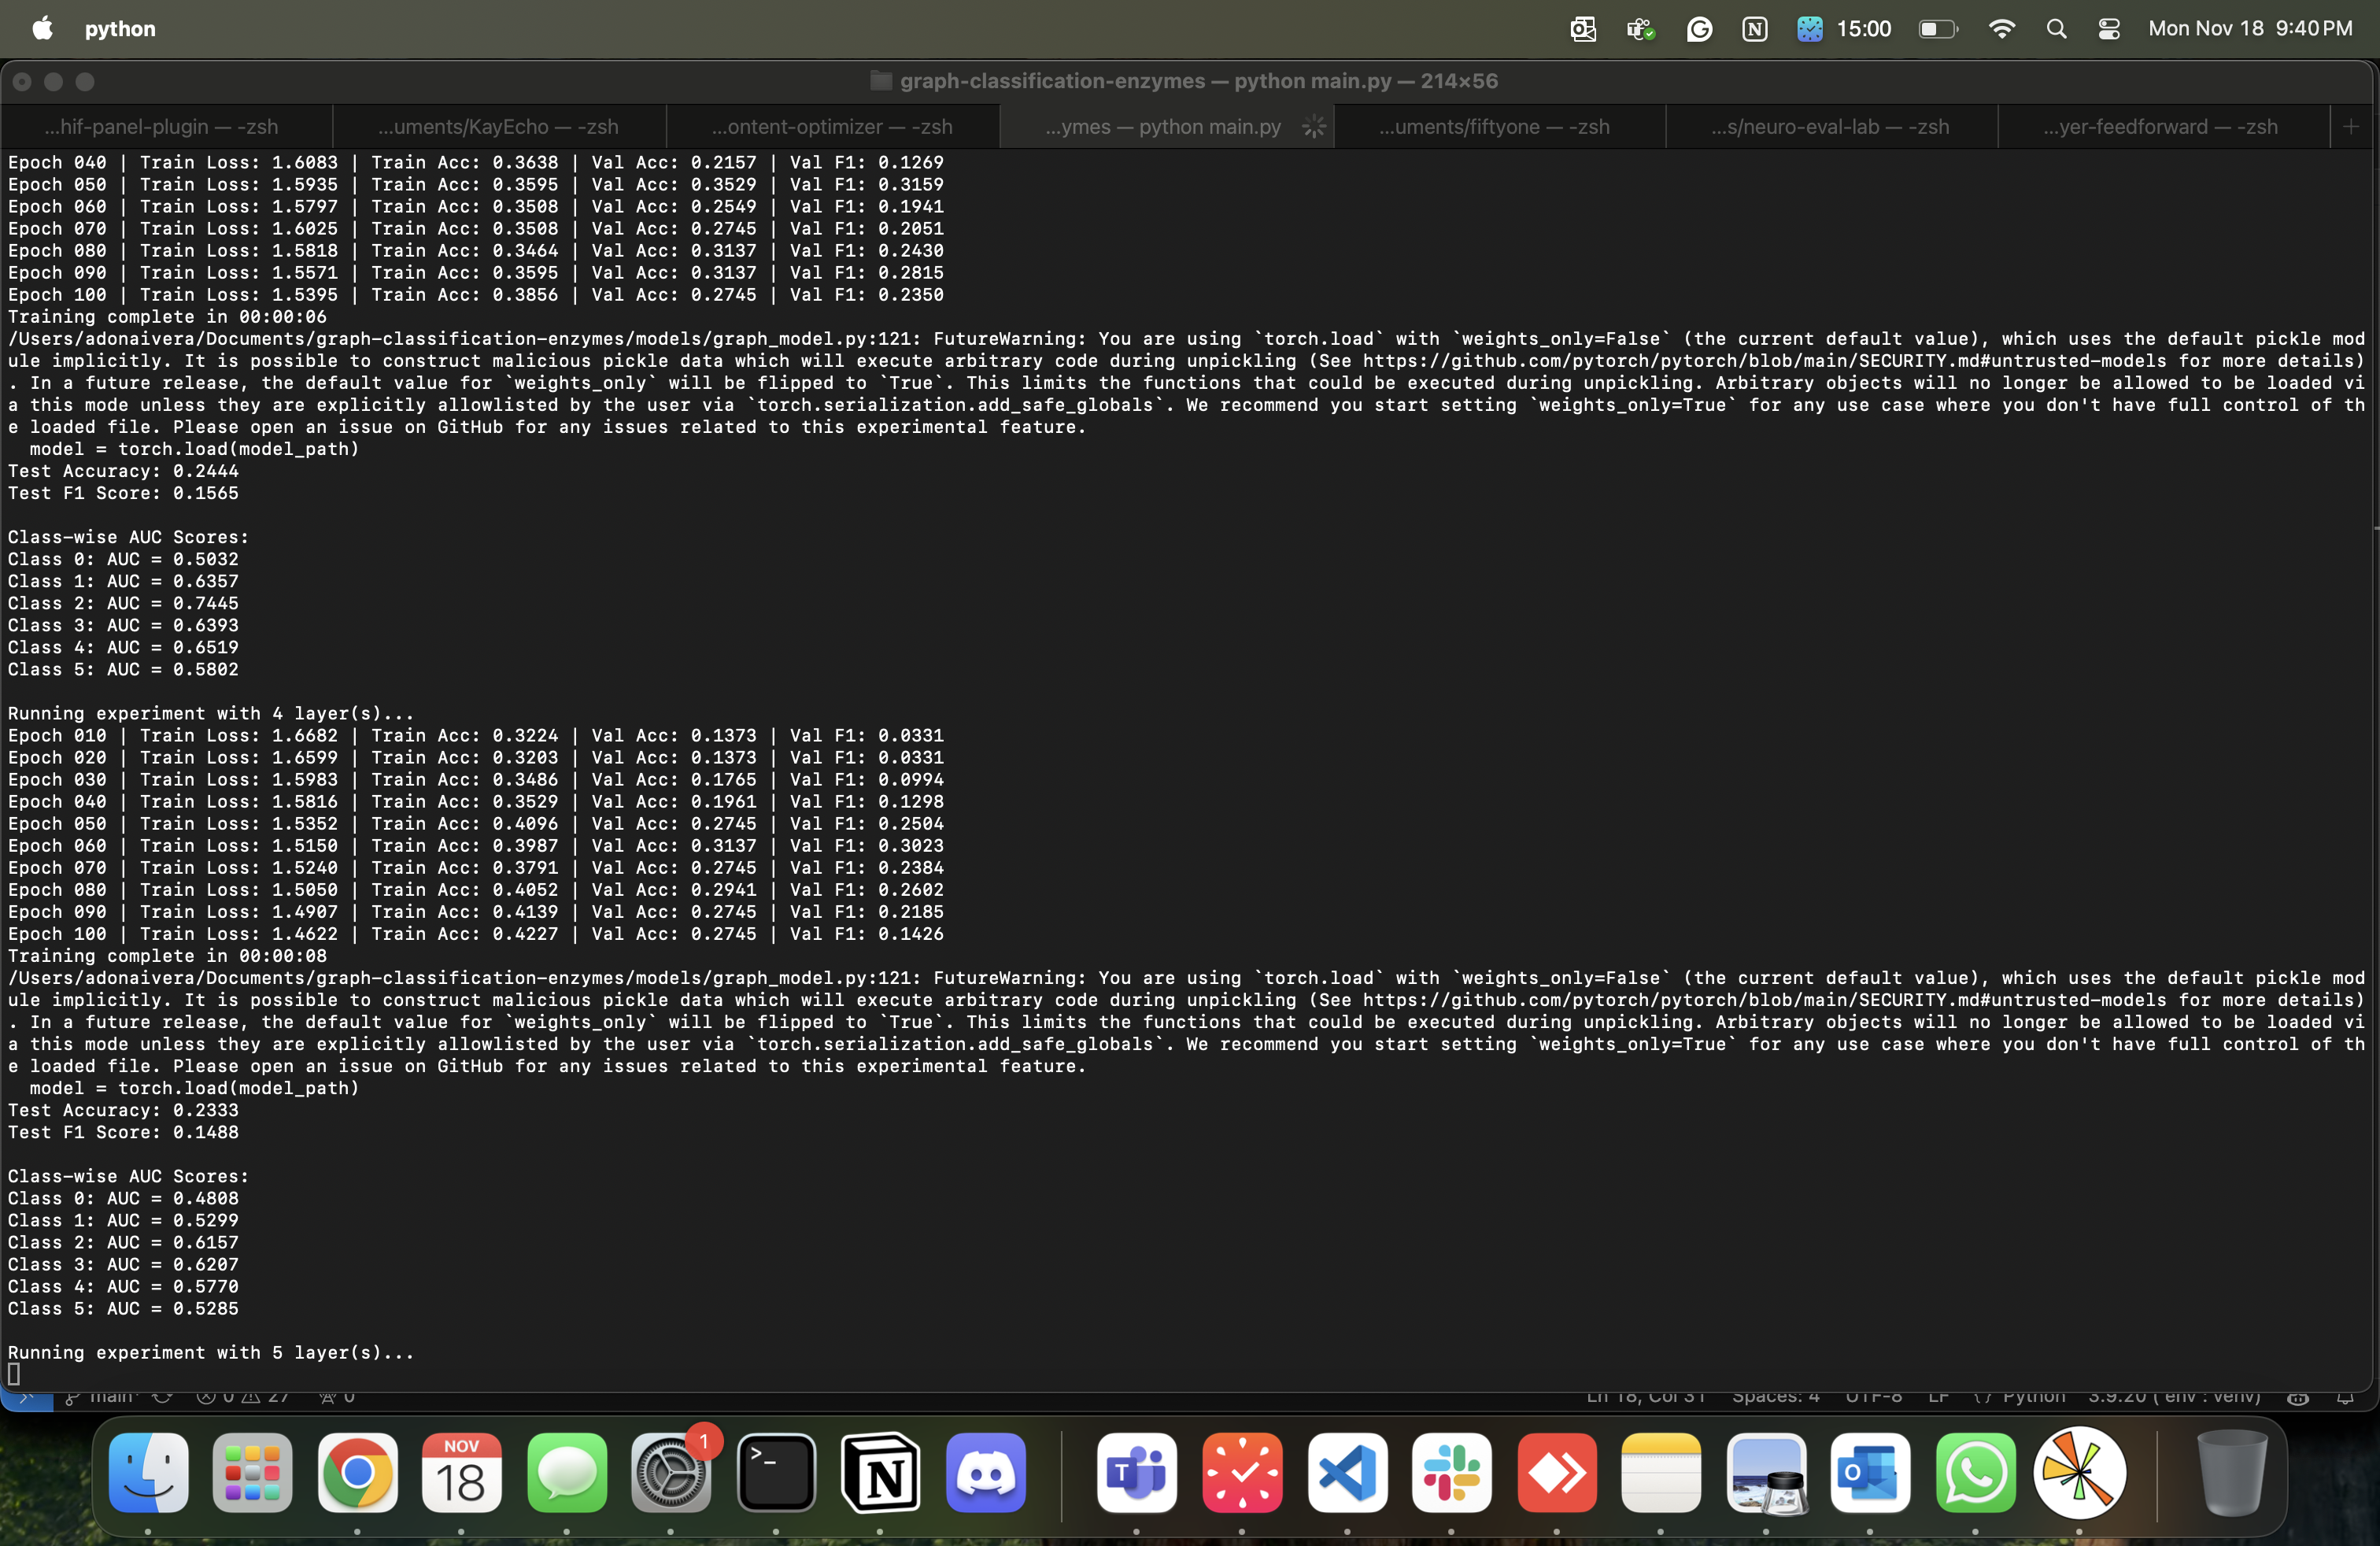 python
15:00
Mon Nov 18 9:40 PM
graph-classification-enzymes — python main.py — 214×56
...hif-panel-plugin — -zsh
...uments/KayEcho — -zsh
...ontent-optimizer — -zsh
...ymes — python main.py
...uments/fiftyone — -zsh
...s/neuro-eval-lab — -zsh
...yer-feedforward — -zsh
Epoch 040 | Train Loss: 1.6083 | Train Acc: 0.3638 | Val Acc: 0.2157 | Val F1: 0.1269
Epoch 050 | Train Loss: 1.5935 | Train Acc: 0.3595 | Val Acc: 0.3529 | Val F1: 0.3159
Epoch 060 | Train Loss: 1.5797 | Train Acc: 0.3508 | Val Acc: 0.2549 | Val F1: 0.1941
Epoch 070 | Train Loss: 1.6025 | Train Acc: 0.3508 | Val Acc: 0.2745 | Val F1: 0.2051
Epoch 080 | Train Loss: 1.5818 | Train Acc: 0.3464 | Val Acc: 0.3137 | Val F1: 0.2430
Epoch 090 | Train Loss: 1.5571 | Train Acc: 0.3595 | Val Acc: 0.3137 | Val F1: 0.2815
Epoch 100 | Train Loss: 1.5395 | Train Acc: 0.3856 | Val Acc: 0.2745 | Val F1: 0.2350
Training complete in 00:00:06
/Users/adonaivera/Documents/graph-classification-enzymes/models/graph_model.py:121: FutureWarning: You are using `torch.load` with `weights_only=False` (the current default value), which uses the default pickle mod
ule implicitly. It is possible to construct malicious pickle data which will execute arbitrary code during unpickling (See https://github.com/pytorch/pytorch/blob/main/SECURITY.md#untrusted-models for more details)
. In a future release, the default value for `weights_only` will be flipped to `True`. This limits the functions that could be executed during unpickling. Arbitrary objects will no longer be allowed to be loaded vi
a this mode unless they are explicitly allowlisted by the user via `torch.serialization.add_safe_globals`. We recommend you start setting `weights_only=True` for any use case where you don't have full control of th
e loaded file. Please open an issue on GitHub for any issues related to this experimental feature.
  model = torch.load(model_path)
Test Accuracy: 0.2444
Test F1 Score: 0.1565
Class-wise AUC Scores:
Class 0: AUC = 0.5032
Class 1: AUC = 0.6357
Class 2: AUC = 0.7445
Class 3: AUC = 0.6393
Class 4: AUC = 0.6519
Class 5: AUC = 0.5802
Running experiment with 4 layer(s)...
Epoch 010 | Train Loss: 1.6682 | Train Acc: 0.3224 | Val Acc: 0.1373 | Val F1: 0.0331
Epoch 020 | Train Loss: 1.6599 | Train Acc: 0.3203 | Val Acc: 0.1373 | Val F1: 0.0331
Epoch 030 | Train Loss: 1.5983 | Train Acc: 0.3486 | Val Acc: 0.1765 | Val F1: 0.0994
Epoch 040 | Train Loss: 1.5816 | Train Acc: 0.3529 | Val Acc: 0.1961 | Val F1: 0.1298
Epoch 050 | Train Loss: 1.5352 | Train Acc: 0.4096 | Val Acc: 0.2745 | Val F1: 0.2504
Epoch 060 | Train Loss: 1.5150 | Train Acc: 0.3987 | Val Acc: 0.3137 | Val F1: 0.3023
Epoch 070 | Train Loss: 1.5240 | Train Acc: 0.3791 | Val Acc: 0.2745 | Val F1: 0.2384
Epoch 080 | Train Loss: 1.5050 | Train Acc: 0.4052 | Val Acc: 0.2941 | Val F1: 0.2602
Epoch 090 | Train Loss: 1.4907 | Train Acc: 0.4139 | Val Acc: 0.2745 | Val F1: 0.2185
Epoch 100 | Train Loss: 1.4622 | Train Acc: 0.4227 | Val Acc: 0.2745 | Val F1: 0.1426
Training complete in 00:00:08
/Users/adonaivera/Documents/graph-classification-enzymes/models/graph_model.py:121: FutureWarning: You are using `torch.load` with `weights_only=False` (the current default value), which uses the default pickle mod
ule implicitly. It is possible to construct malicious pickle data which will execute arbitrary code during unpickling (See https://github.com/pytorch/pytorch/blob/main/SECURITY.md#untrusted-models for more details)
. In a future release, the default value for `weights_only` will be flipped to `True`. This limits the functions that could be executed during unpickling. Arbitrary objects will no longer be allowed to be loaded vi
a this mode unless they are explicitly allowlisted by the user via `torch.serialization.add_safe_globals`. We recommend you start setting `weights_only=True` for any use case where you don't have full control of th
e loaded file. Please open an issue on GitHub for any issues related to this experimental feature.
  model = torch.load(model_path)
Test Accuracy: 0.2333
Test F1 Score: 0.1488
Class-wise AUC Scores:
Class 0: AUC = 0.4808
Class 1: AUC = 0.5299
Class 2: AUC = 0.6157
Class 3: AUC = 0.6207
Class 4: AUC = 0.5770
Class 5: AUC = 0.5285
Running experiment with 5 layer(s)...
main* 0 27 0 Ln 18, Col 31 Spaces: 4 UTF-8 LF {} Python 3.9.20 ('env': venv)
NOV
18
1